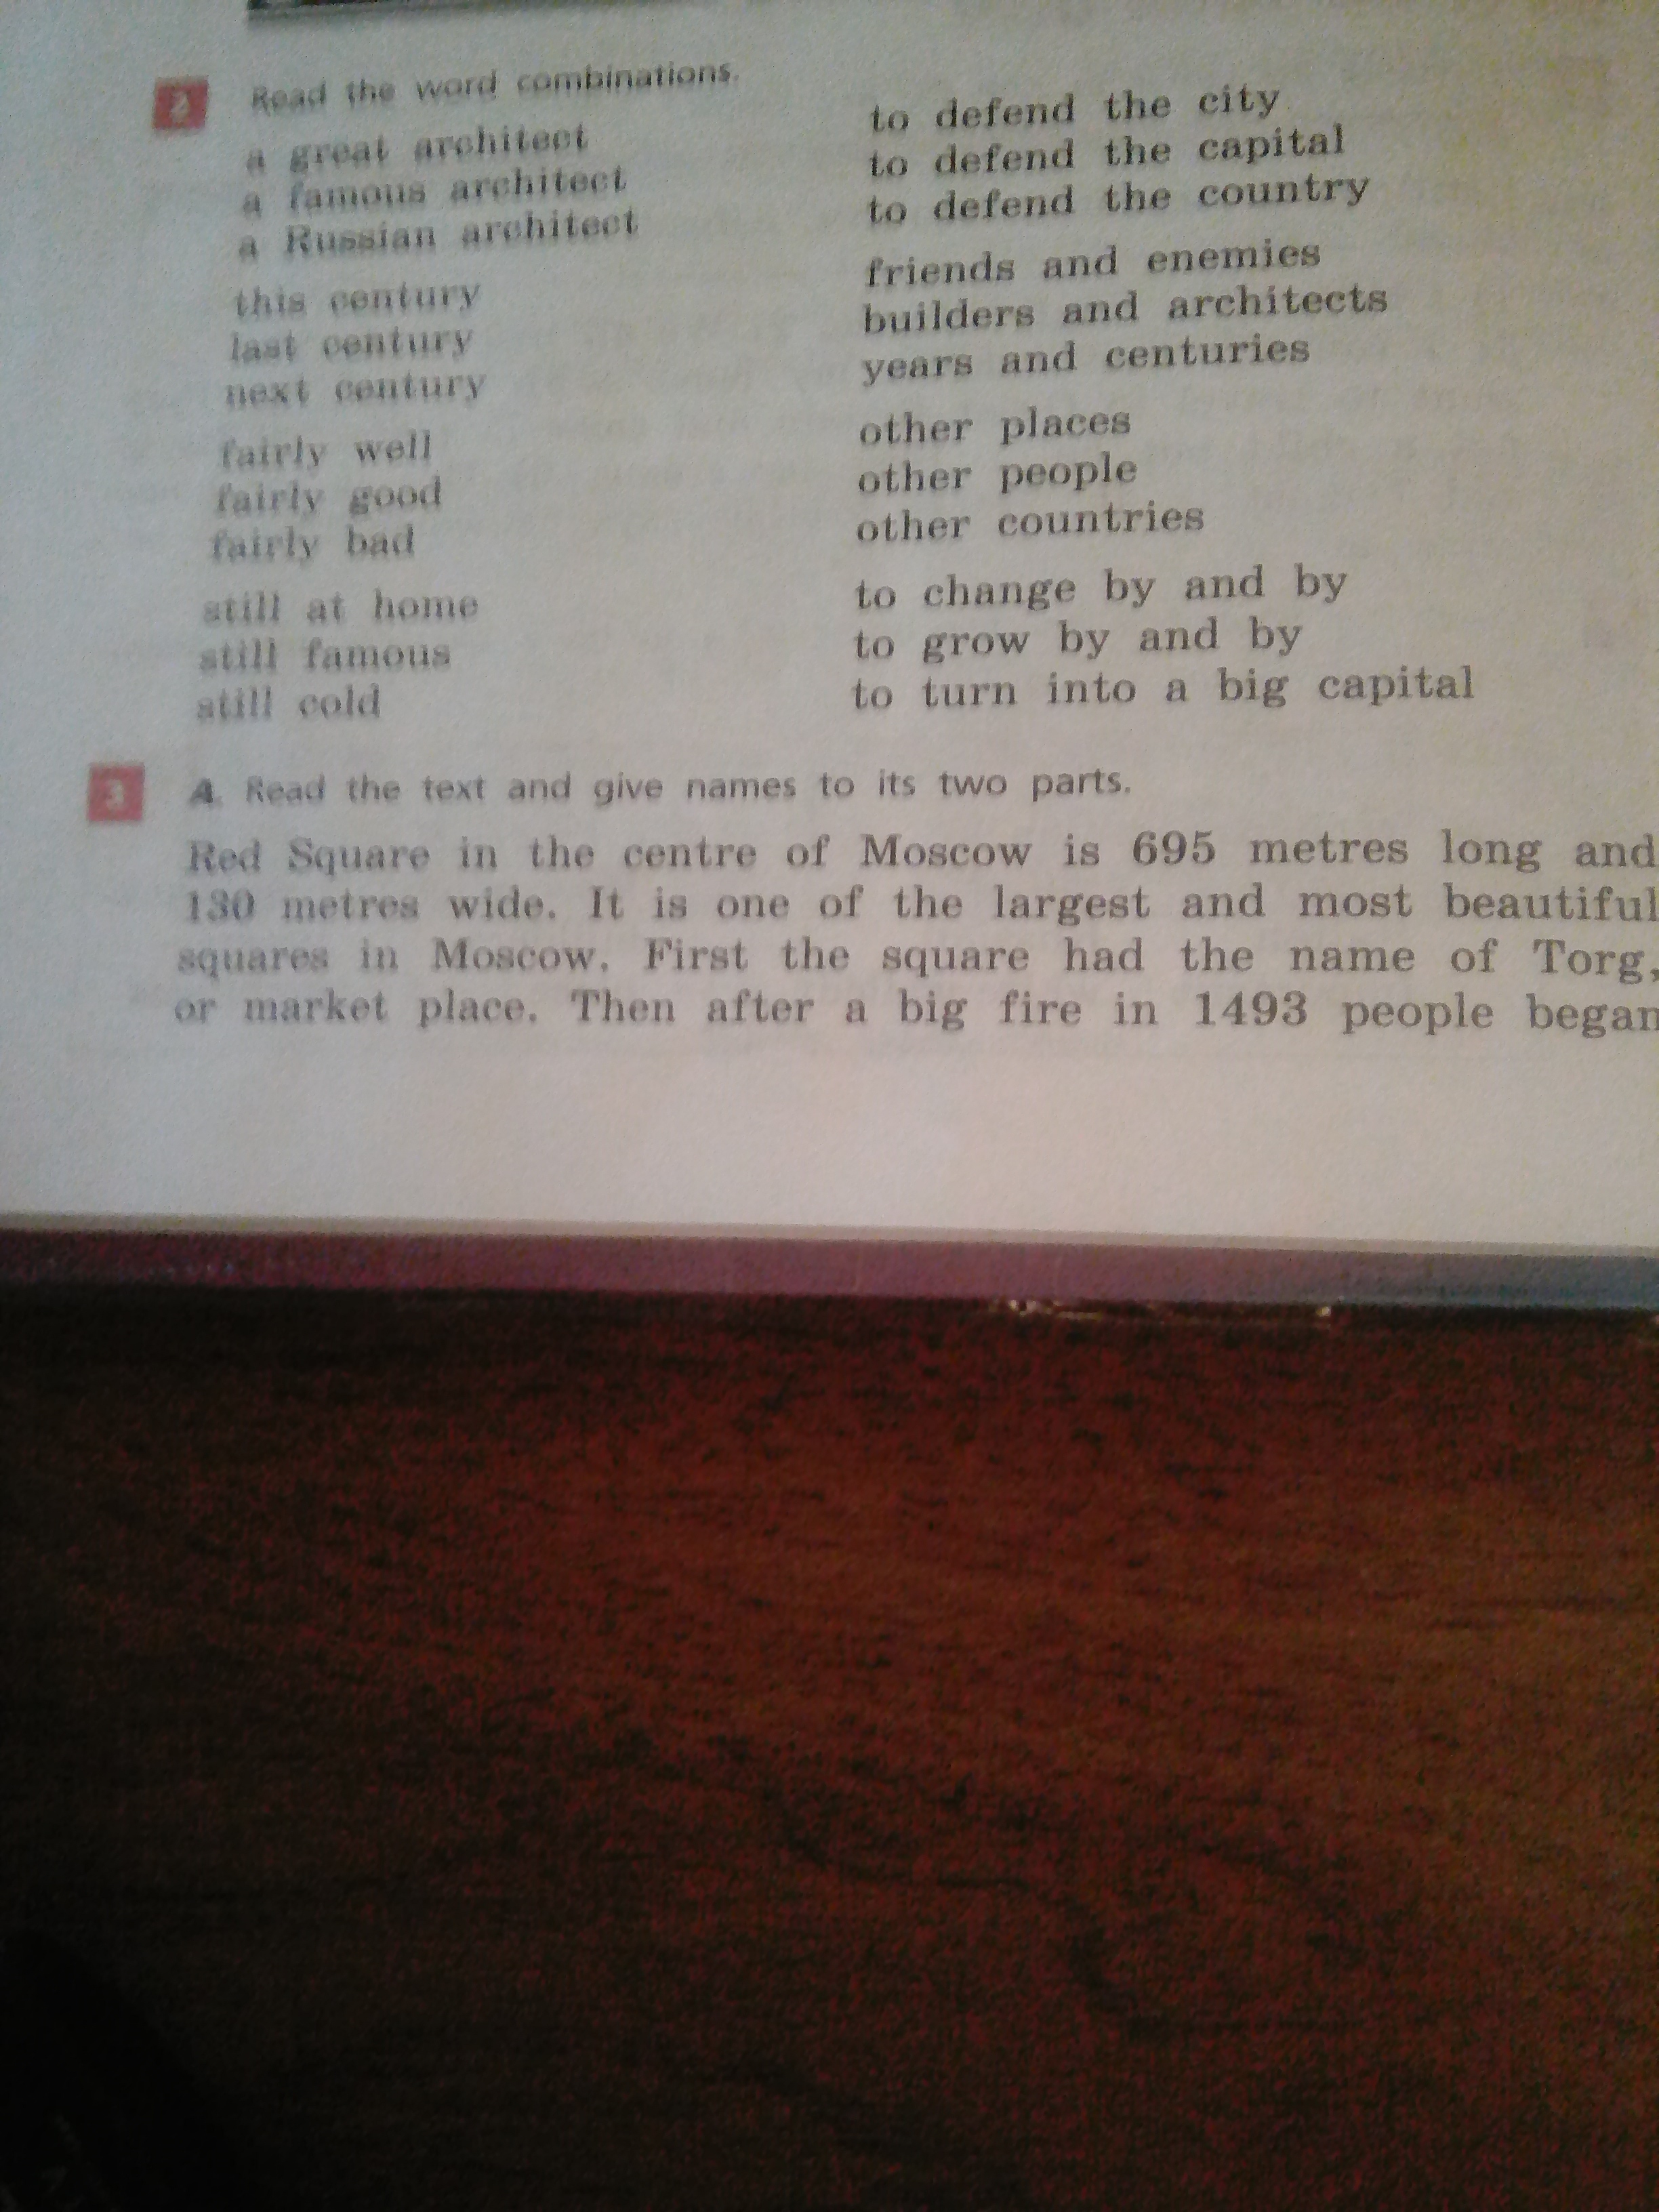 2 Read the word combinations.
a great architect
a famous architect
a Russian architect
this century
last century
next century
fairly well
fairly good
fairly bad
still at home
still famous
still cold
to defend the city
to defend the capital
to defend the country
friends and enemies
builders and architects
years and centuries
other places
other people
other countries
to change by and by
to grow by and by
to turn into a big capital
3 A. Read the text and give names to its two parts.
Red Square in the centre of Moscow is 695 metres long and
130 metres wide. It is one of the largest and most beautiful
squares in Moscow. First the square had the name of Torg,
or market place. Then after a big fire in 1493 people began